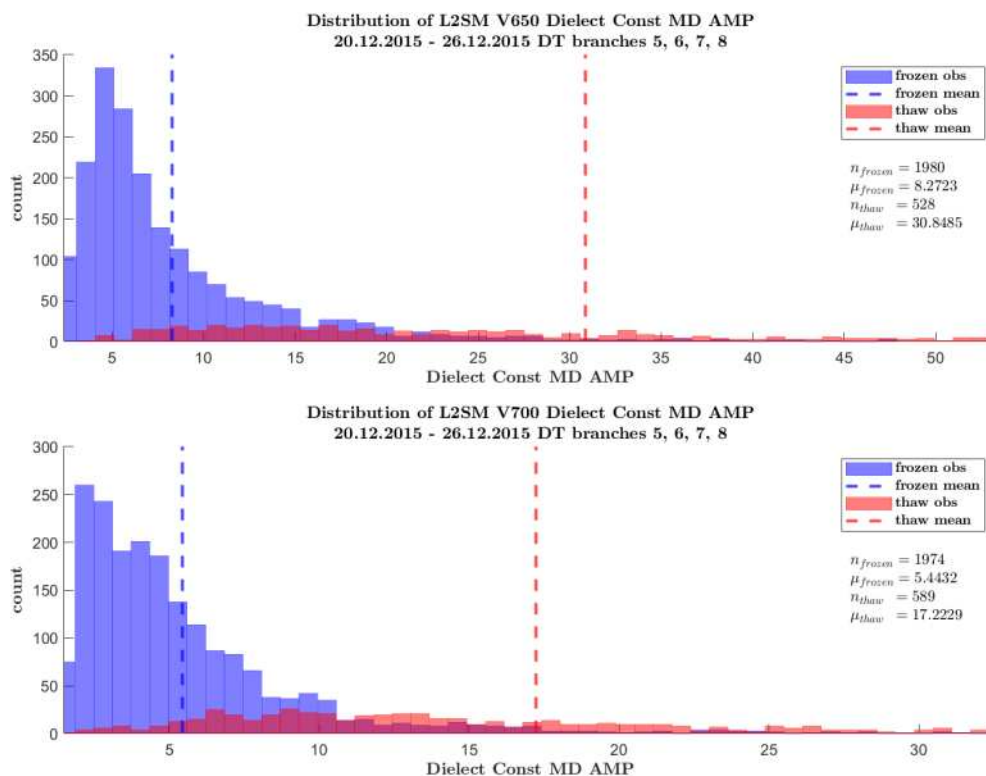 Distribution of L2SM V650 Dielect Const MD AMP
20.12.2015 - 26.12.2015 DT branches 5, 6, 7, 8
350
300
250
200
150
100
50
0
count
5 10 15 20 25 30 35 40 45 50
Dielect Const MD AMP
frozen obs
frozen mean
thaw obs
thaw mean
n_frozen = 1980
μ_frozen = 8.2723
n_thaw = 528
μ_thaw = 30.8485
Distribution of L2SM V700 Dielect Const MD AMP
20.12.2015 - 26.12.2015 DT branches 5, 6, 7, 8
300
250
200
150
100
50
0
count
5 10 15 20 25 30
Dielect Const MD AMP
frozen obs
frozen mean
thaw obs
thaw mean
n_frozen = 1974
μ_frozen = 5.4432
n_thaw = 589
μ_thaw = 17.2229